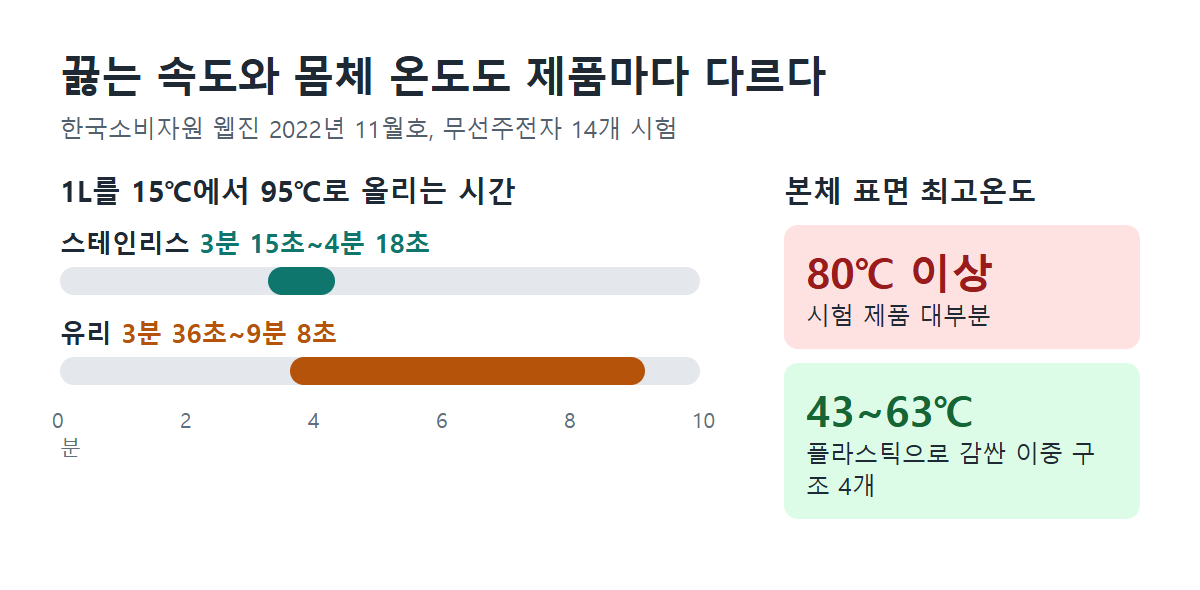 끓는 속도와 몸체 온도도 제품마다 다르다
한국소비자원 웹진 2022년 11월호, 무선주전자 14개 시험
1L를 15℃에서 95℃로 올리는 시간
스테인리스 3분 15초~4분 18초
유리 3분 36초~9분 8초
0 2 4 6 8 10
분
본체 표면 최고온도
80℃ 이상
시험 제품 대부분
43~63℃
플라스틱으로 감싼 이중 구
조 4개